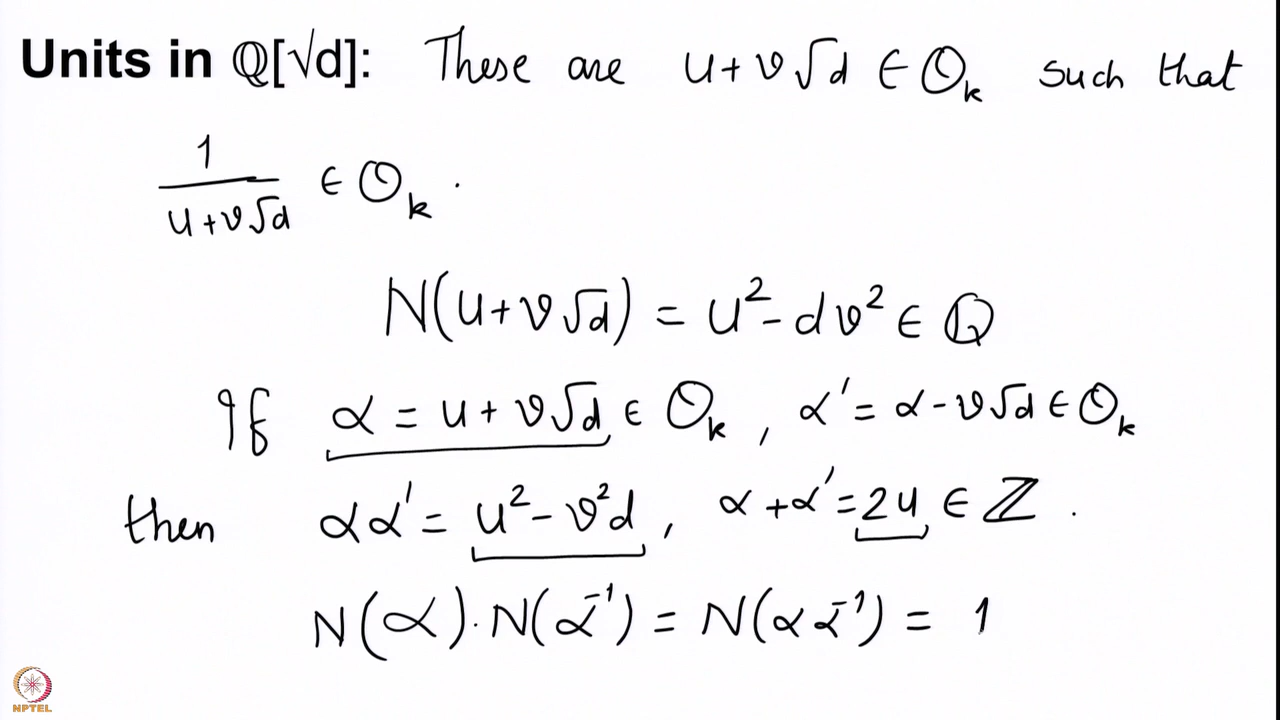 Units in ℚ[√d]: These are u+v√d ∈ O_k such that
1/(u+v√d) ∈ O_k.
N(u+v√d) = u²-dv² ∈ Q
If α = u+v√d ∈ O_k, α' = α-v√d ∈ O_k
then αα' = u²-v²d, α+α' = 2u ∈ ℤ.
N(α).N(α⁻¹) = N(αα⁻¹) = 1
NPTEL